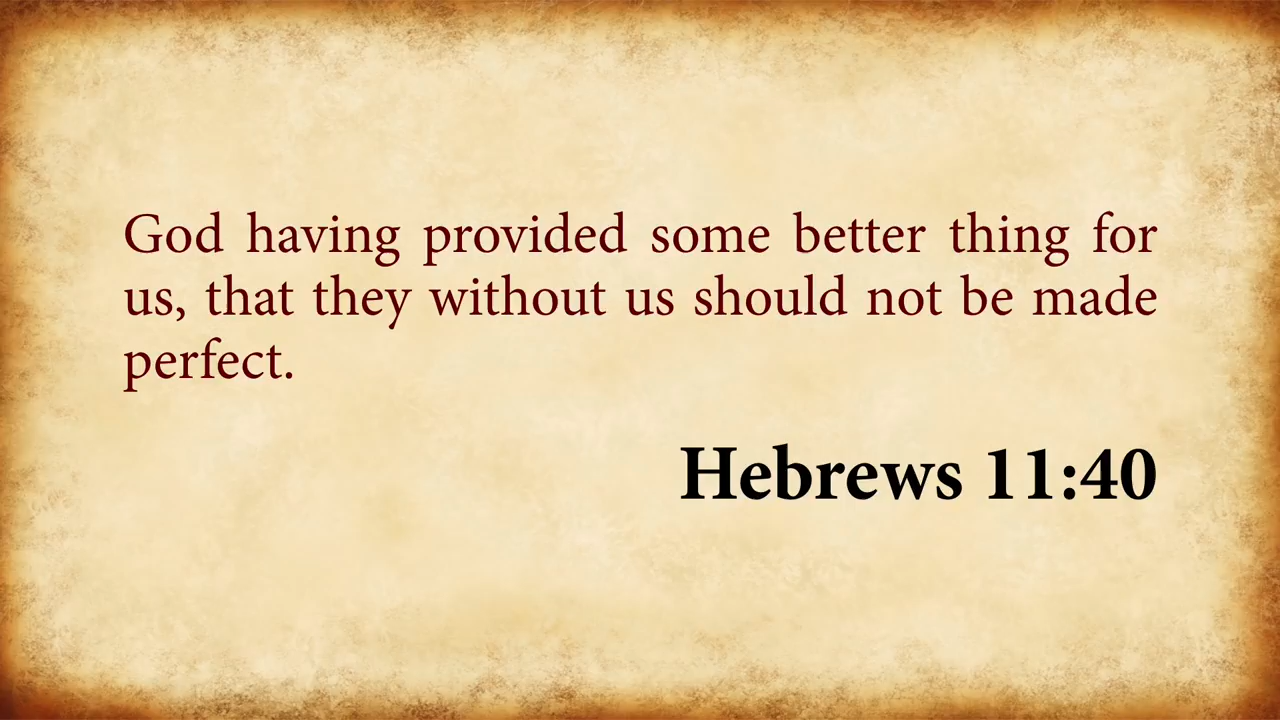 God having provided some better thing for
us, that they without us should not be made
perfect.
Hebrews 11:40